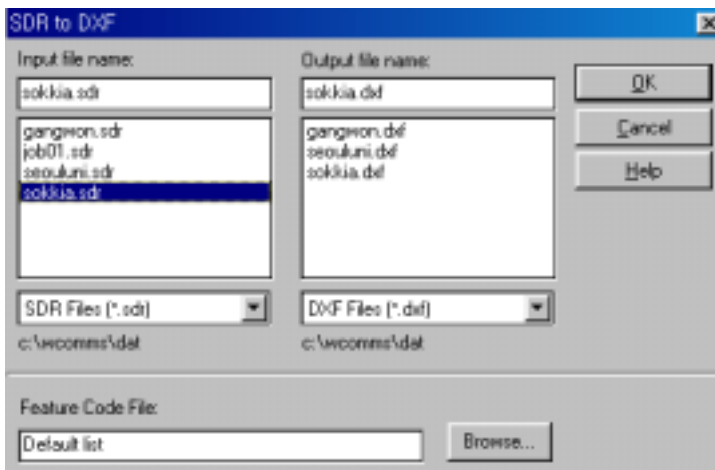 SDR to DXF
Input file name:
sokkia.sdr
gangwon.sdr
job01.sdr
seouluni.sdr
sokkia.sdr
SDR Files (*.sdr)
c:\wcomms\dat
Output file name:
sokkia.dxf
gangwon.dxf
seouluni.dxf
sokkia.dxf
DXF Files (*.dxf)
c:\wcomms\dat
OK
Cancel
Help
Feature Code File:
Default list
Browse...